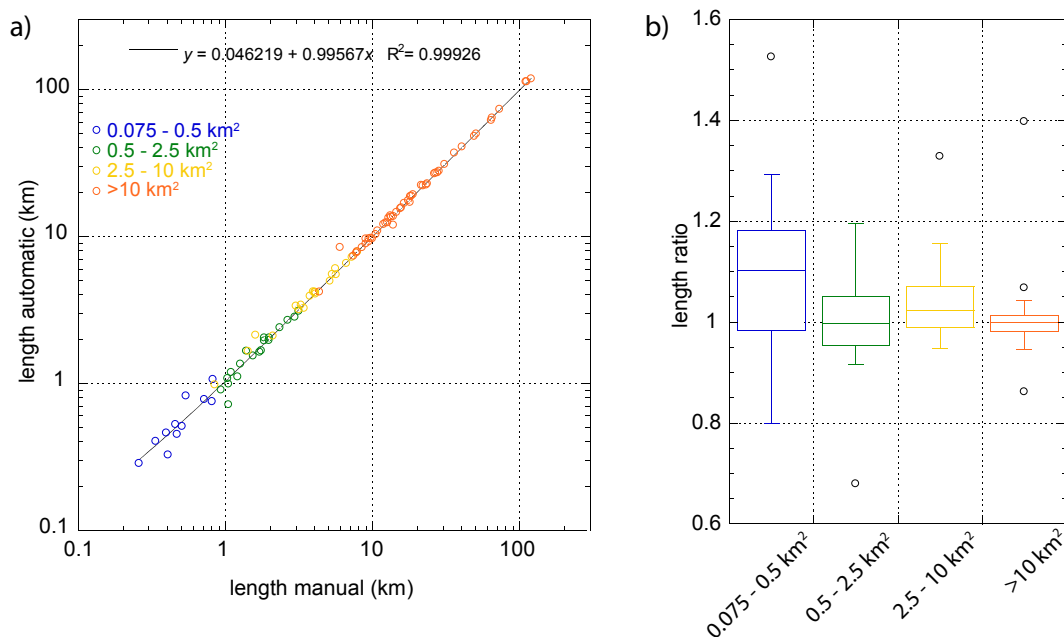 a)
y = 0.046219 + 0.99567x R²= 0.99926
100
10
1
0.1
0.075 - 0.5 km²
0.5 - 2.5 km²
2.5 - 10 km²
>10 km²
length automatic (km)
0.1 1 10 100
length manual (km)
b)
1.6
1.4
1.2
1
0.8
0.6
length ratio
0.075 - 0.5 km²
0.5 - 2.5 km²
2.5 - 10 km²
>10 km²